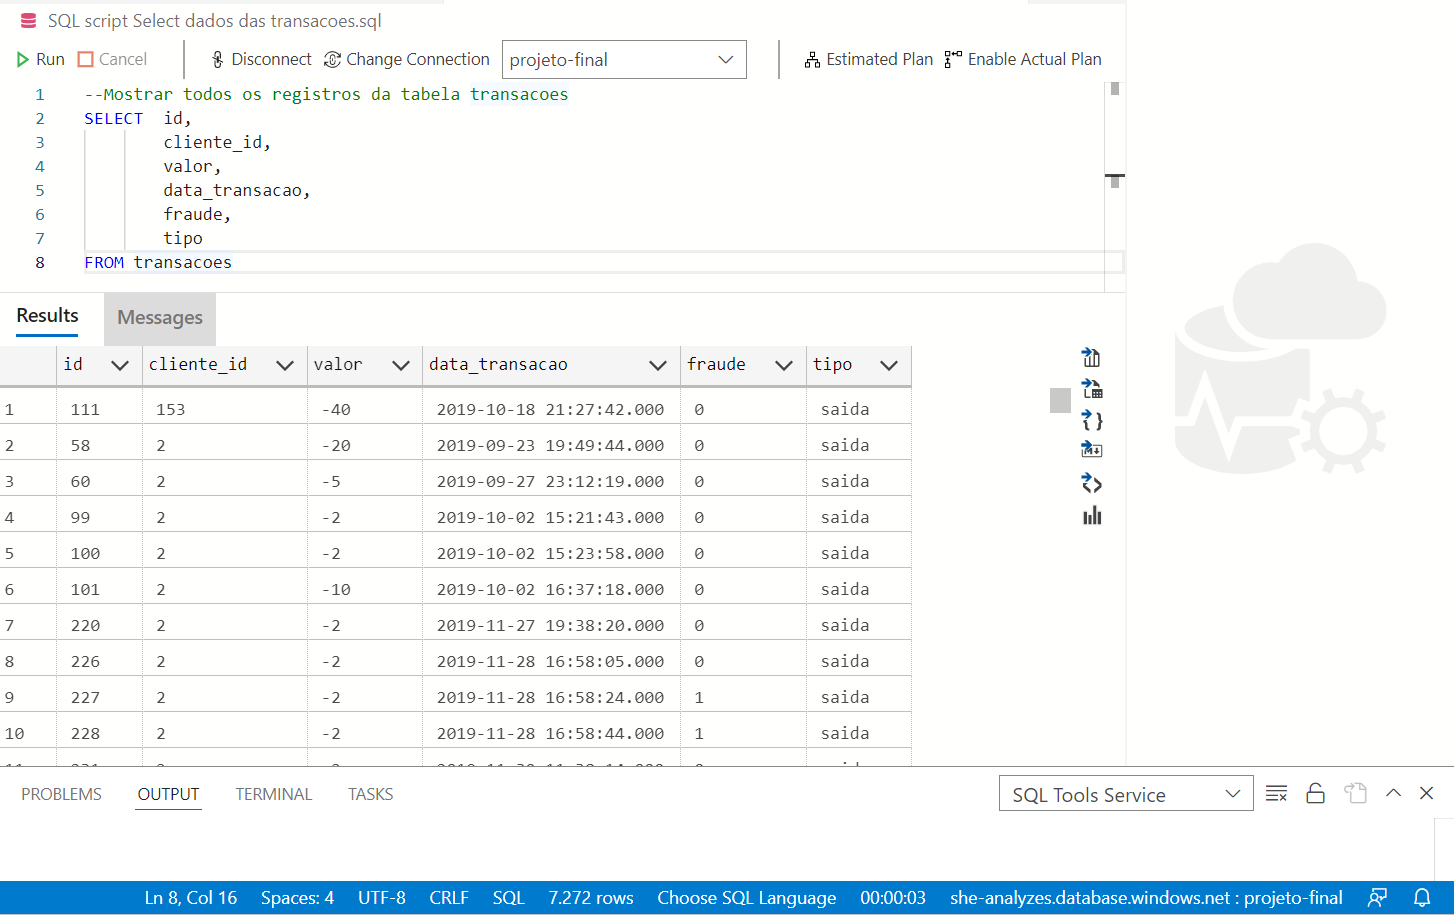 SQL script Select dados das transacoes.sql
Run Cancel Disconnect Change Connection projeto-final Estimated Plan Enable Actual Plan
1 --Mostrar todos os registros da tabela transacoes
2 SELECT id,
3 cliente_id,
4 valor,
5 data_transacao,
6 fraude,
7 tipo
8 FROM transacoes
Results Messages
id cliente_id valor data_transacao fraude tipo
1 111 153 -40 2019-10-18 21:27:42.000 0 saida
2 58 2 -20 2019-09-23 19:49:44.000 0 saida
3 60 2 -5 2019-09-27 23:12:19.000 0 saida
4 99 2 -2 2019-10-02 15:21:43.000 0 saida
5 100 2 -2 2019-10-02 15:23:58.000 0 saida
6 101 2 -10 2019-10-02 16:37:18.000 0 saida
7 220 2 -2 2019-11-27 19:38:20.000 0 saida
8 226 2 -2 2019-11-28 16:58:05.000 0 saida
9 227 2 -2 2019-11-28 16:58:24.000 1 saida
10 228 2 -2 2019-11-28 16:58:44.000 1 saida
PROBLEMS OUTPUT TERMINAL TASKS SQL Tools Service
Ln 8, Col 16 Spaces: 4 UTF-8 CRLF SQL 7.272 rows Choose SQL Language 00:00:03 she-analyzes.database.windows.net : projeto-final